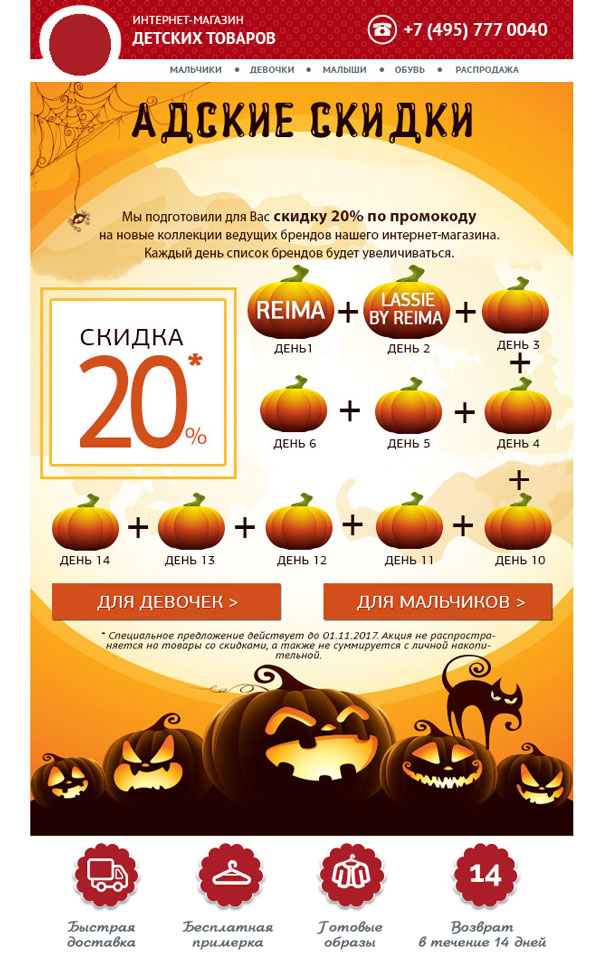 ИНТЕРНЕТ-МАГАЗИН
ДЕТСКИХ ТОВАРОВ
+7 (495) 777 0040
МАЛЬЧИКИ • ДЕВОЧКИ • МАЛЫШИ • ОБУВЬ • РАСПРОДАЖА
АДСКИЕ СКИДКИ
Мы подготовили для Вас скидку 20% по промокоду
на новые коллекции ведущих брендов нашего интернет-магазина.
Каждый день список брендов будет увеличиваться.
СКИДКА
20%*
REIMA + LASSIE BY REIMA +
ДЕНЬ1 ДЕНЬ 2 ДЕНЬ 3
+
+ +
ДЕНЬ 6 ДЕНЬ 5 ДЕНЬ 4
+
+ + + +
ДЕНЬ 14 ДЕНЬ 13 ДЕНЬ 12 ДЕНЬ 11 ДЕНЬ 10
ДЛЯ ДЕВОЧЕК > ДЛЯ МАЛЬЧИКОВ >
* Специальное предложение действует до 01.11.2017. Акция не распростра-
няется на товары со скидками, а также не суммируется с личной накопи-
тельной.
14
Быстрая
доставка
Бесплатная
примерка
Готовые
образы
Возврат
в течение 14 дней